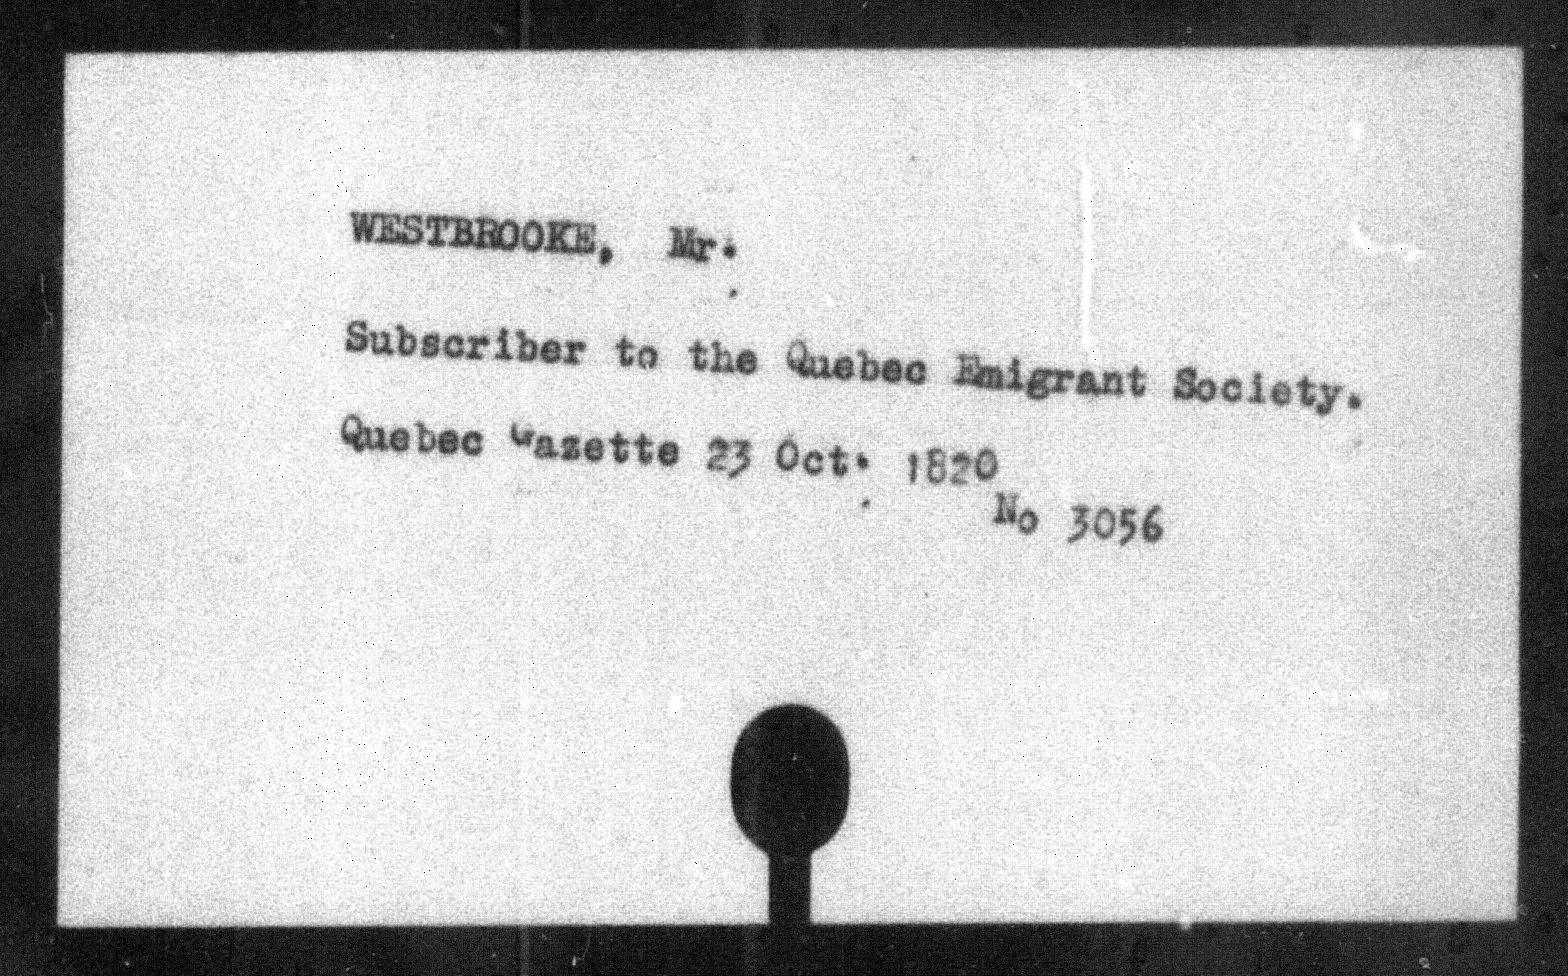 WESTBROOKE, Mr.
Subscriber to the Quebec Emigrant Society.
Quebec Gazette 23 Oct. 1820
No 3056